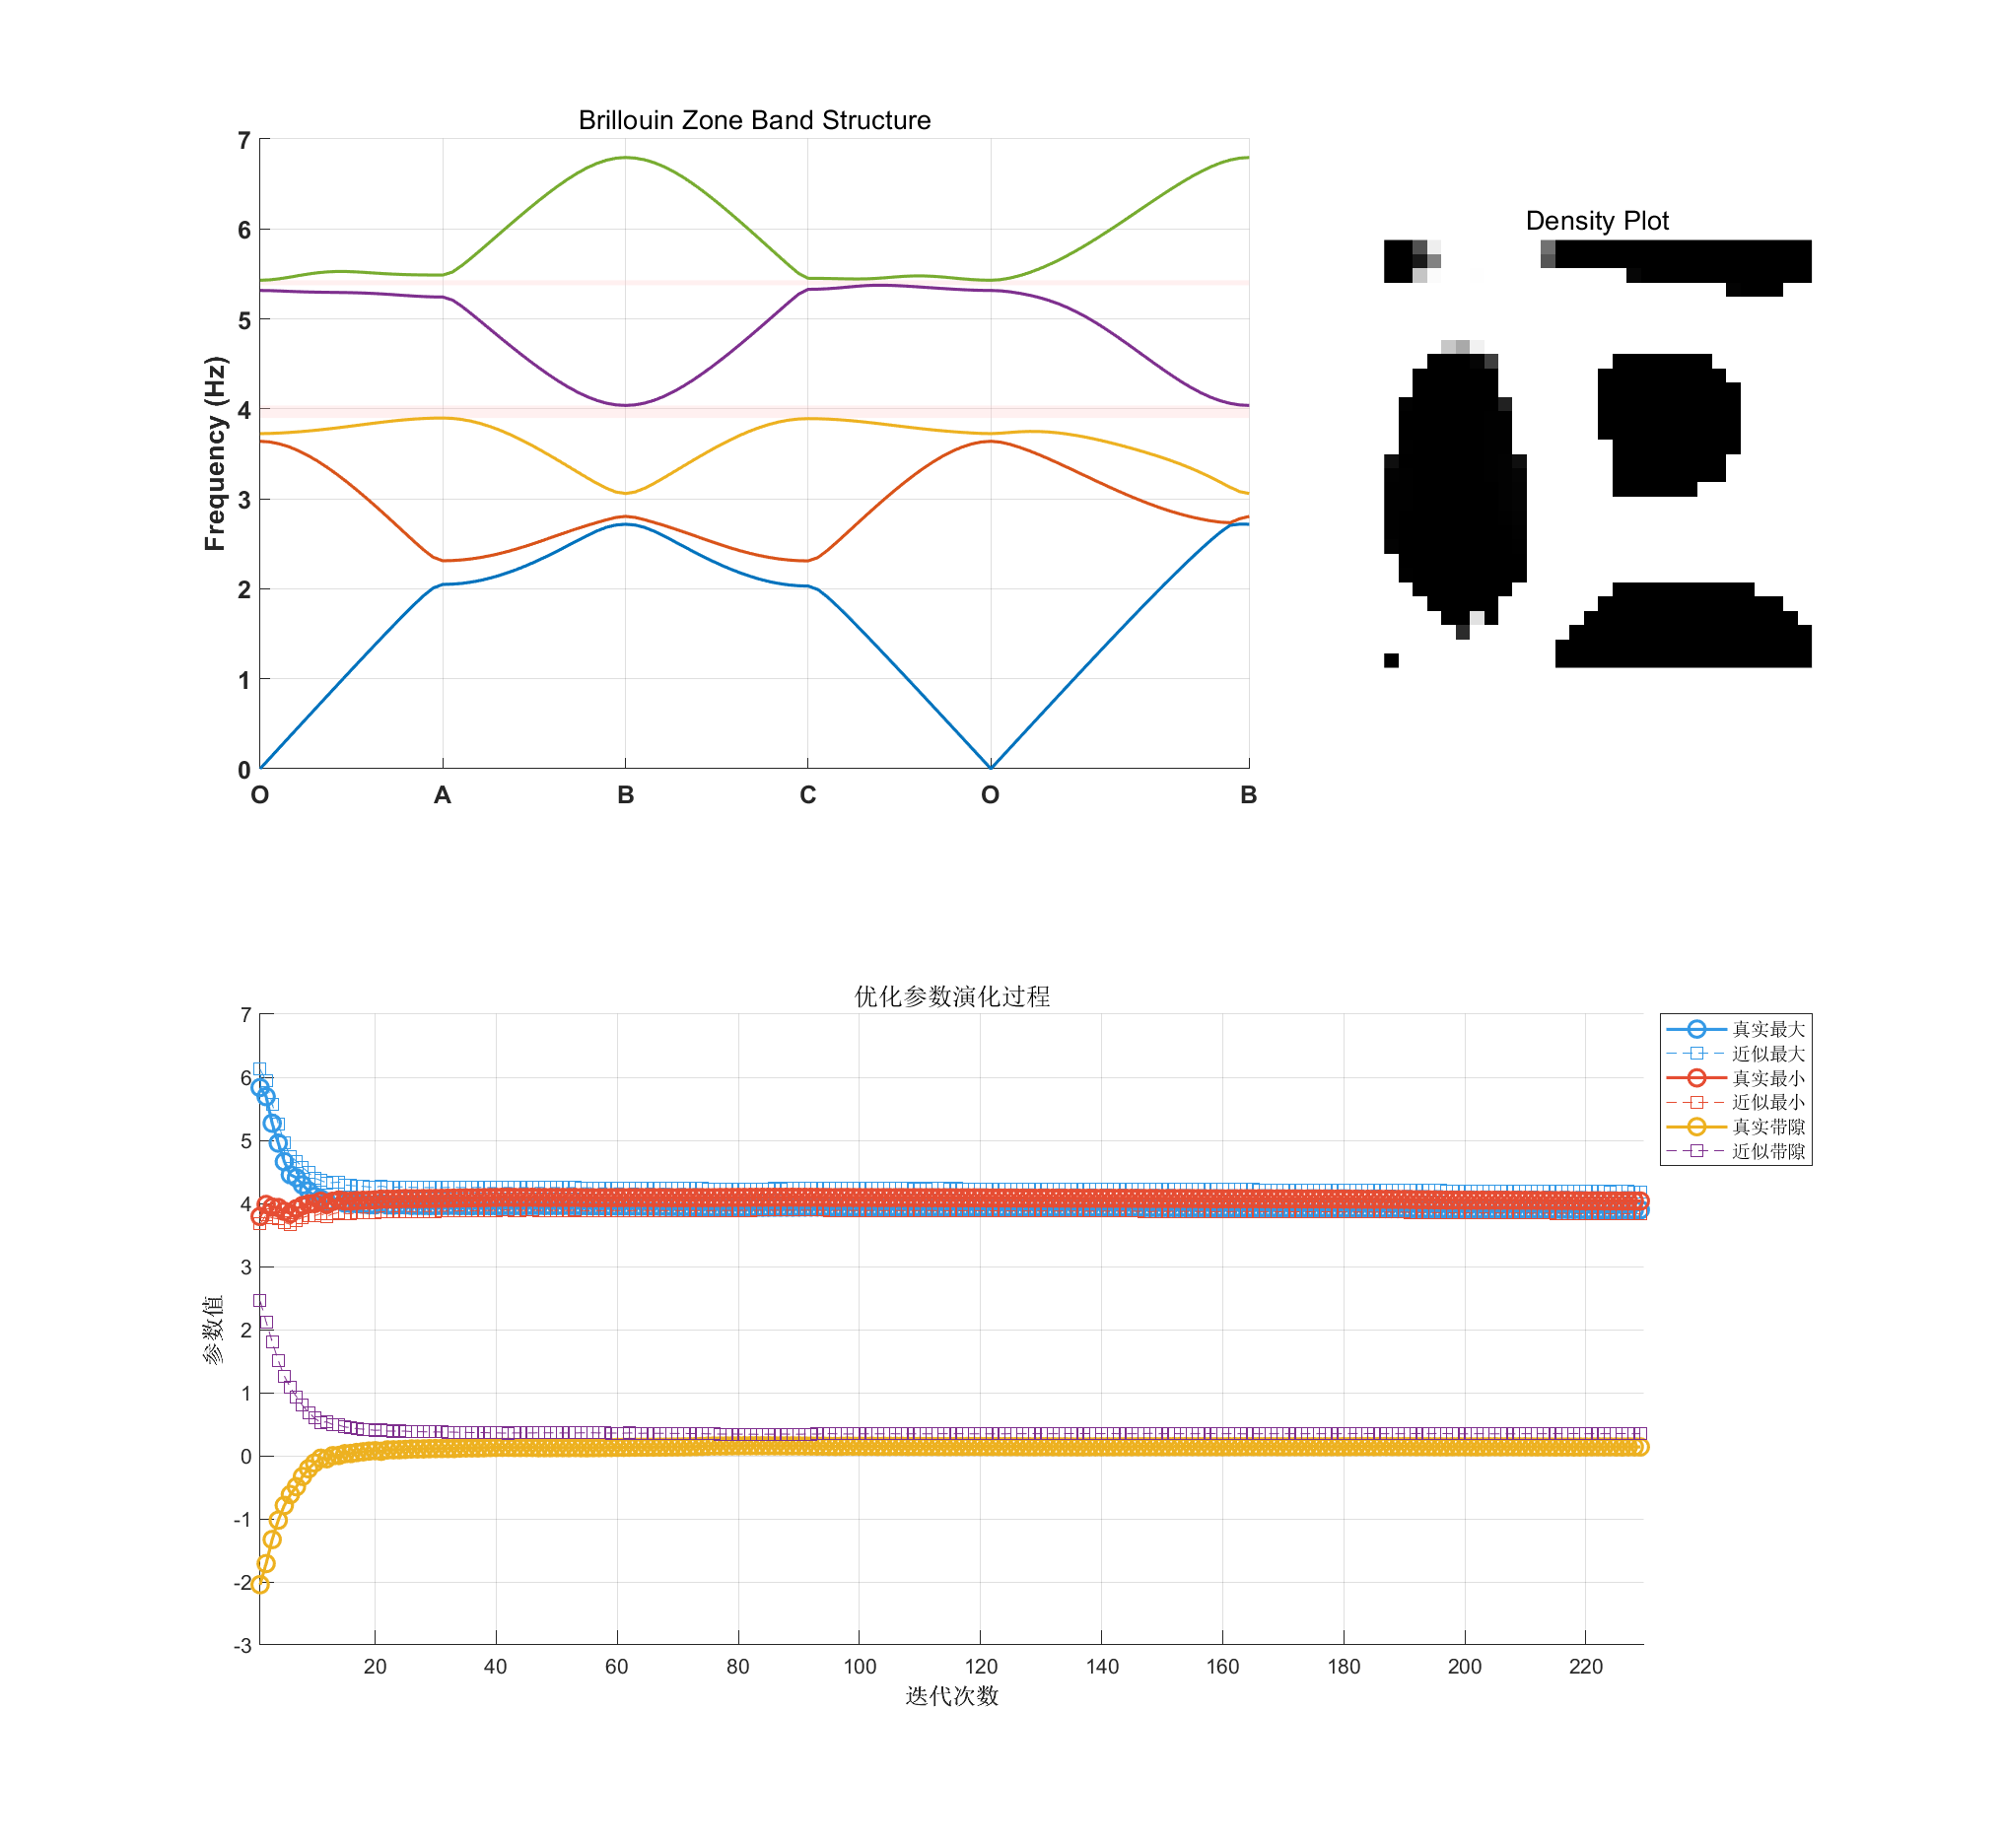 Brillouin Zone Band Structure
7
6
5
4
3
2
1
0
Frequency (Hz)
O A B C O B
Density Plot
优化参数演化过程
7
6
5
4
3
2
1
0
-1
-2
-3
参数值
20 40 60 80 100 120 140 160 180 200 220
迭代次数
真实最大
近似最大
真实最小
近似最小
真实带隙
近似带隙